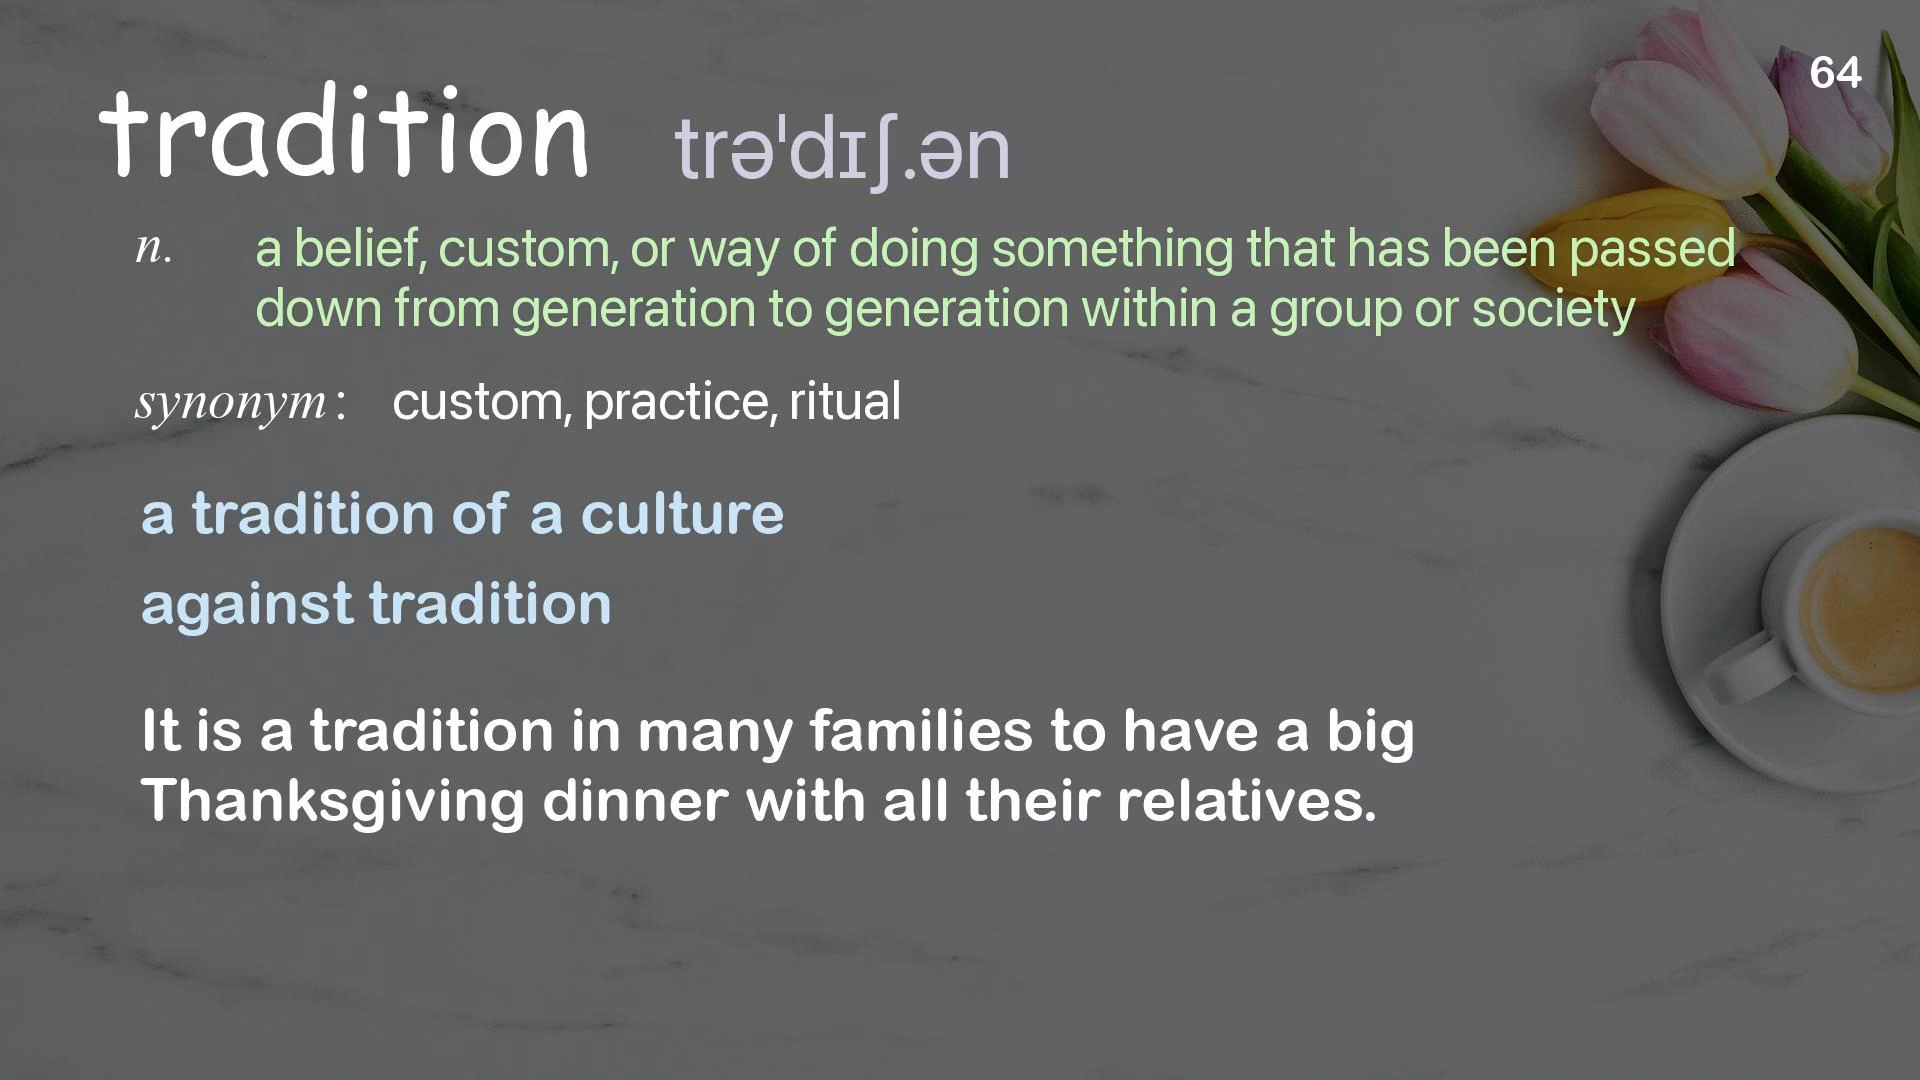 64
tradition trəˈdɪʃ.ən
n. a belief, custom, or way of doing something that has been passed
down from generation to generation within a group or society
synonym: custom, practice, ritual
a tradition of a culture
against tradition
It is a tradition in many families to have a big
Thanksgiving dinner with all their relatives.